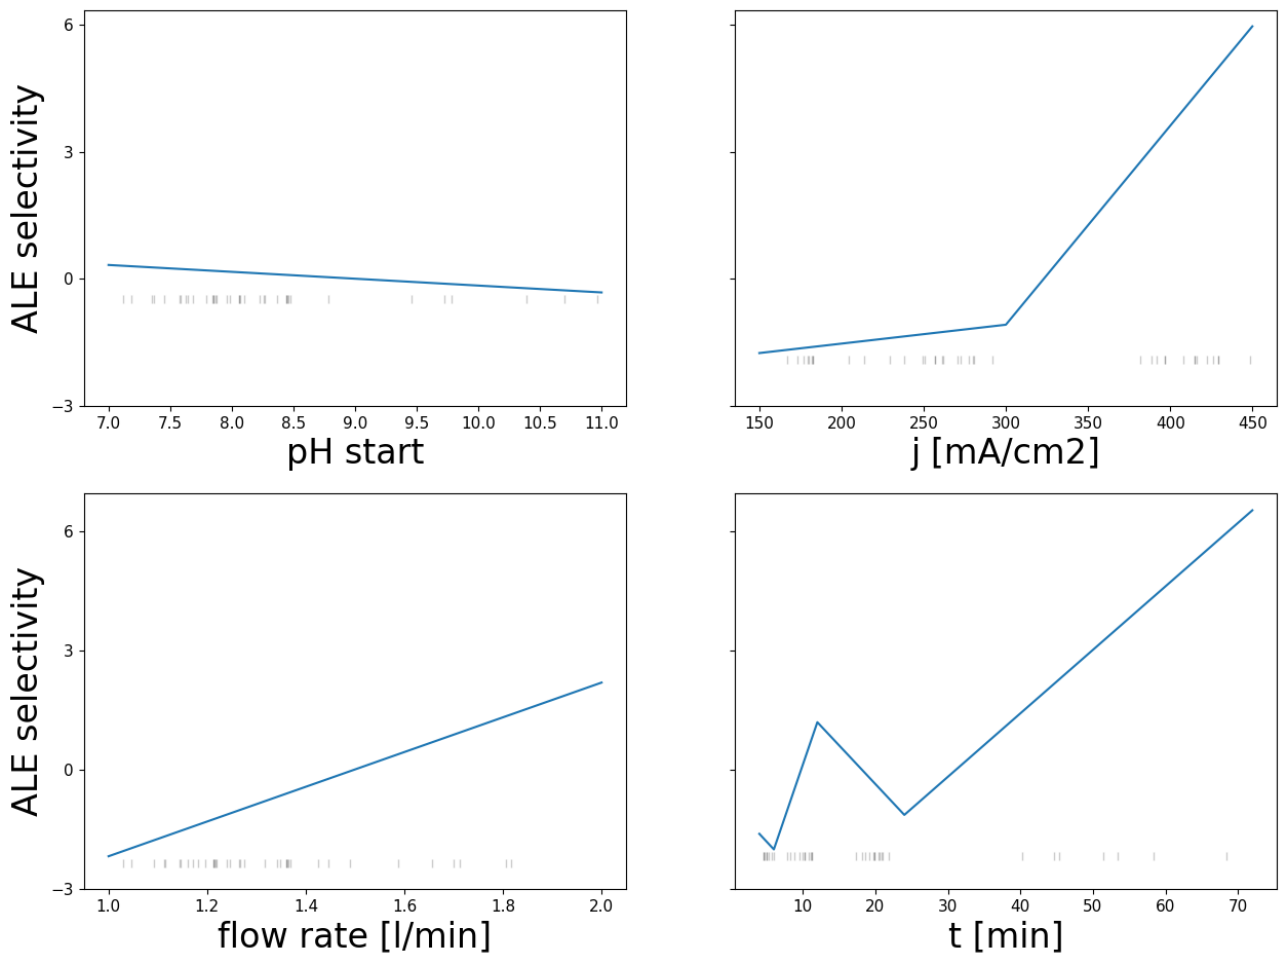 6
3
0
−3
ALE selectivity
7.0 7.5 8.0 8.5 9.0 9.5 10.0 10.5 11.0
pH start
150 200 250 300 350 400 450
j [mA/cm2]
6
3
0
−3
ALE selectivity
1.0 1.2 1.4 1.6 1.8 2.0
flow rate [l/min]
10 20 30 40 50 60 70
t [min]